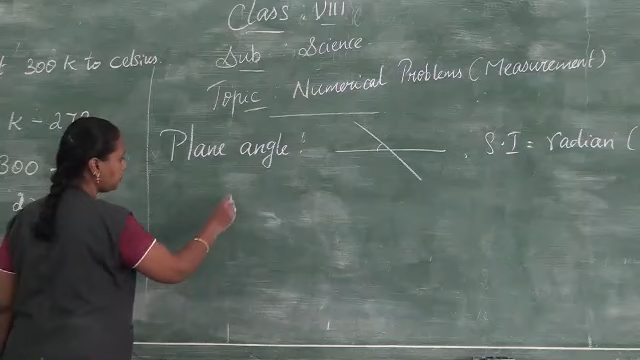 Class : VIII
Sub : Science
Topic : Numerical Problems (Measurement)
300 k to celsius.
k - 273
300 -
Plane angle : , S.I = radian (